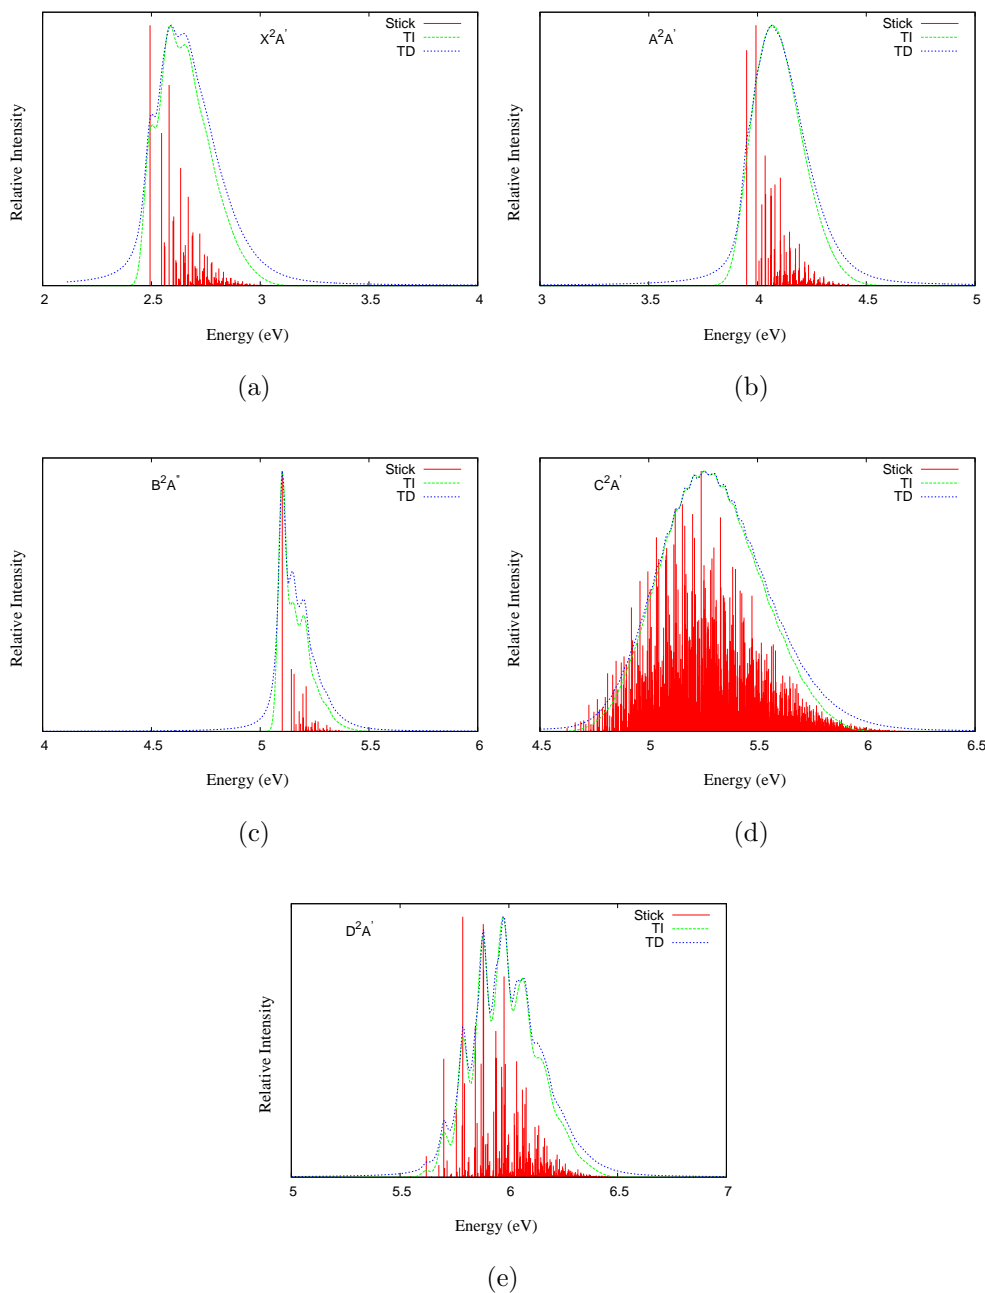 X²A'
Stick
TI
TD
Relative Intensity
2 2.5 3 3.5 4
Energy (eV)
(a)
A²A'
Stick
TI
TD
Relative Intensity
3 3.5 4 4.5 5
Energy (eV)
(b)
B²A"
Stick
TI
TD
Relative Intensity
4 4.5 5 5.5 6
Energy (eV)
(c)
C²A'
Stick
TI
TD
Relative Intensity
4.5 5 5.5 6 6.5
Energy (eV)
(d)
D²A'
Stick
TI
TD
Relative Intensity
5 5.5 6 6.5 7
Energy (eV)
(e)